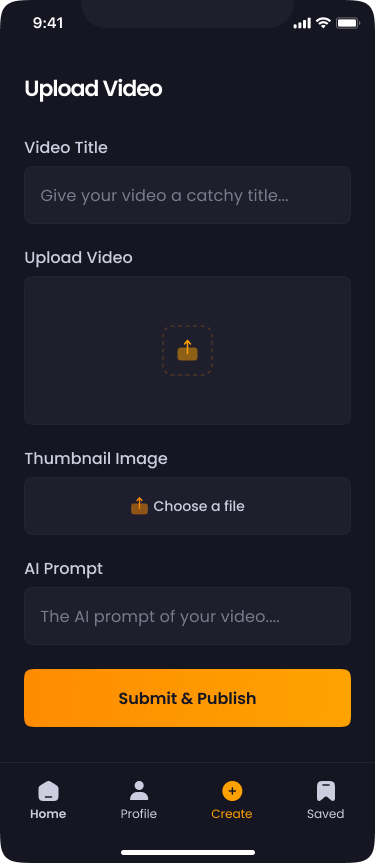 9:41
Upload Video
Video Title
Give your video a catchy title...
Upload Video
Thumbnail Image
Choose a file
AI Prompt
The AI prompt of your video....
Submit & Publish
Home Profile Create Saved